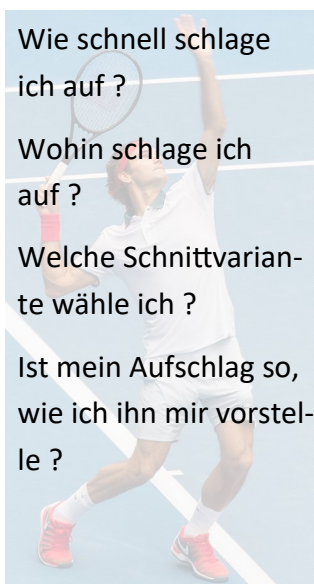 Wie schnell schlage
ich auf ?
Wohin schlage ich
auf ?
Welche Schnittvarian-
te wähle ich ?
Ist mein Aufschlag so,
wie ich ihn mir vorstel-
le ?